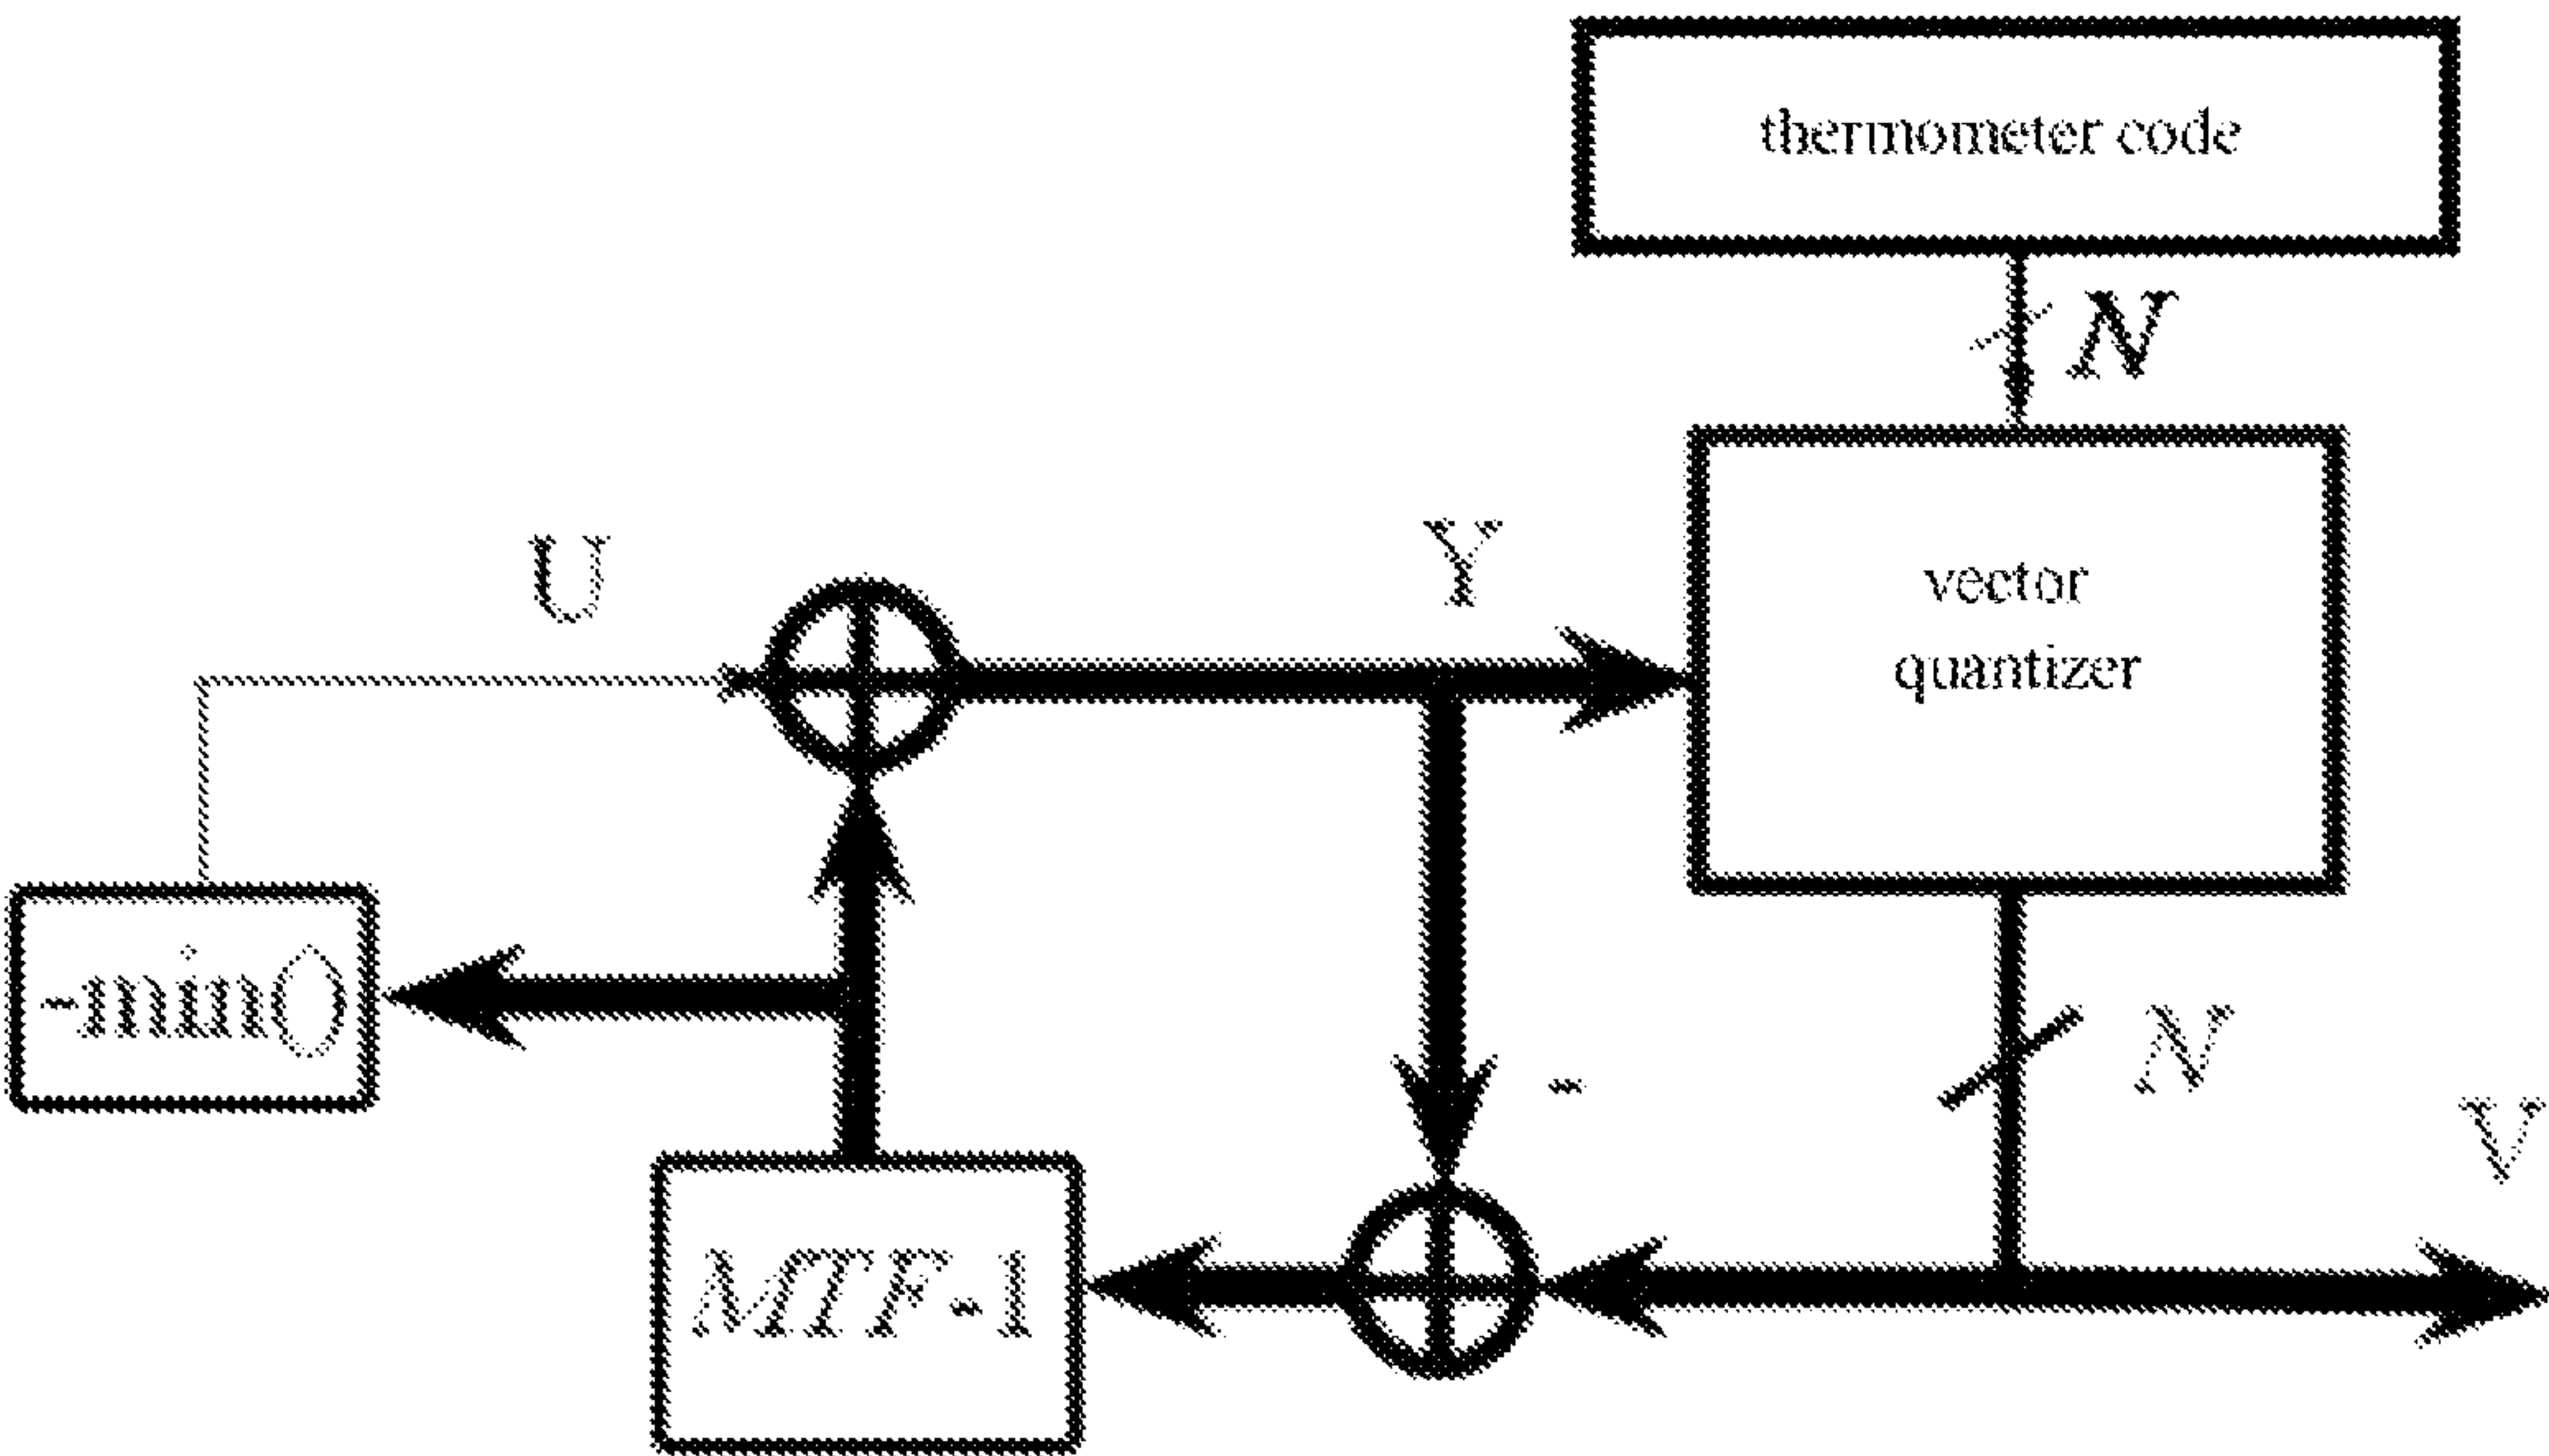 thermometer code
N
U
Y
vector
quantizer
-min()
-
N
V
MTF-1